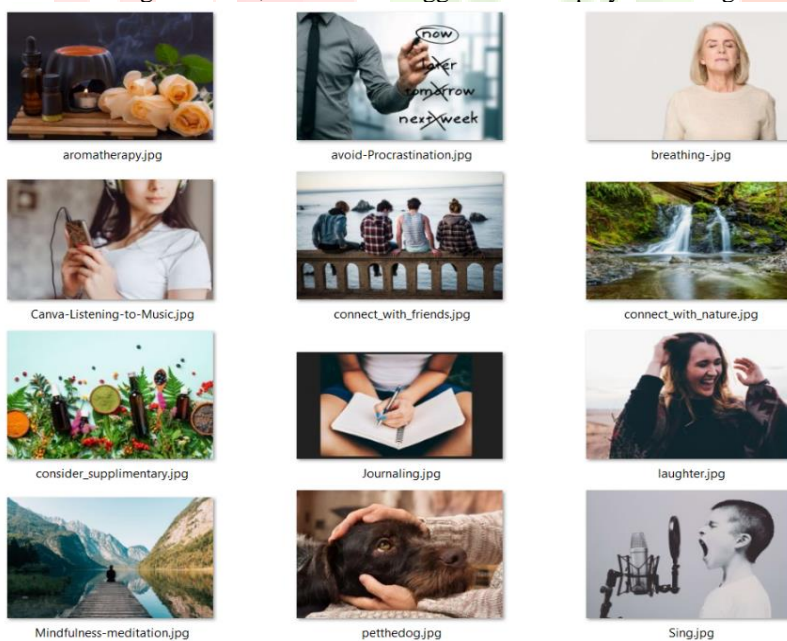 now
later
tomorrow
next week
aromatherapy.jpg
avoid-Procrastination.jpg
breathing-.jpg
Canva-Listening-to-Music.jpg
connect_with_friends.jpg
connect_with_nature.jpg
consider_supplimentary.jpg
Journaling.jpg
laughter.jpg
Mindfulness-meditation.jpg
petthedog.jpg
Sing.jpg